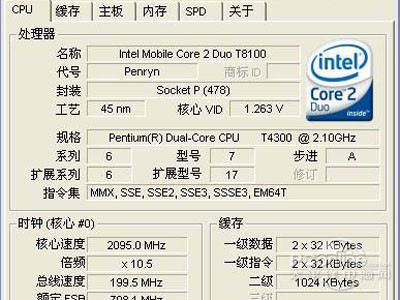 CPU 缓存 主板 内存 SPD 关于
处理器
名称 Intel Mobile Core 2 Duo T8100
代号 Penryn 商标 ID
封装 Socket P (478)
工艺 45 nm 核心 VID 1.263 V
intel
Core 2
Duo inside
规格 Pentium(R) Dual-Core CPU T4300 @ 2.10GHz
系列 6 型号 7 步进 A
扩展系列 6 扩展型号 17 修订
指令集 MMX, SSE, SSE2, SSE3, SSSE3, EM64T
时钟 (核心 #0) 缓存
核心速度 2095.0 MHz 一级数据 2 x 32 KBytes
倍频 x 10.5 一级指令 2 x 32 KBytes
总线速度 199.5 MHz 二级 1024 KBytes
额定 FSB 798.1 MHz 三级